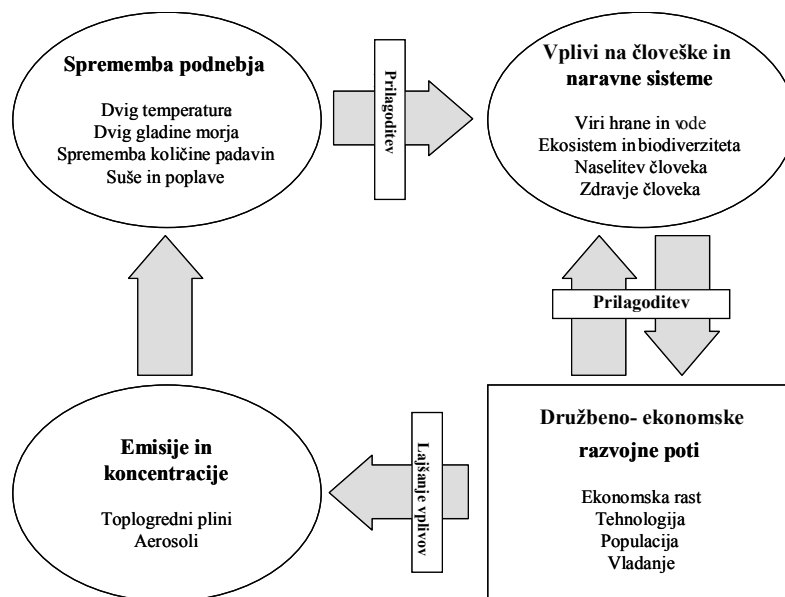 Sprememba podnebja
Dvig temperatura
Dvig gladine morja
Sprememba količine padavin
Suše in poplave
Prilagoditev
Vplivi na človeške in
naravne sisteme
Viri hrane in vode
Ekosistem in biodiverziteta
Naselitev človeka
Zdravje človeka
Prilagoditev
Družbeno- ekonomske
razvojne poti
Ekonomska rast
Tehnologija
Populacija
Vladanje
Lajšanje vplivov
Emisije in
koncentracije
Toplogredni plini
Aerosoli